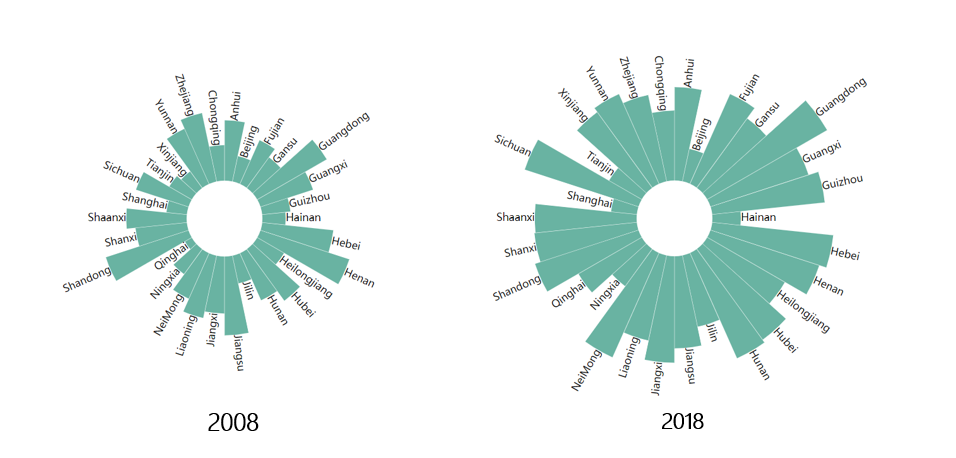 Anhui
Beijing
Fujian
Gansu
Guangdong
Guangxi
Guizhou
Hainan
Hebei
Henan
Heilongjiang
Hubei
Hunan
Jilin
Jiangsu
Jiangxi
Liaoning
NeiMong
Ningxia
Qinghai
Shandong
Shanxi
Shaanxi
Shanghai
Sichuan
Tianjin
Xinjiang
Yunnan
Zhejiang
Chongqing
2008
Anhui
Beijing
Fujian
Gansu
Guangdong
Guangxi
Guizhou
Hainan
Hebei
Henan
Heilongjiang
Hubei
Hunan
Jilin
Jiangsu
Jiangxi
Liaoning
NeiMong
Ningxia
Qinghai
Shandong
Shanxi
Shaanxi
Shanghai
Sichuan
Tianjin
Xinjiang
Yunnan
Zhejiang
Chongqing
2018